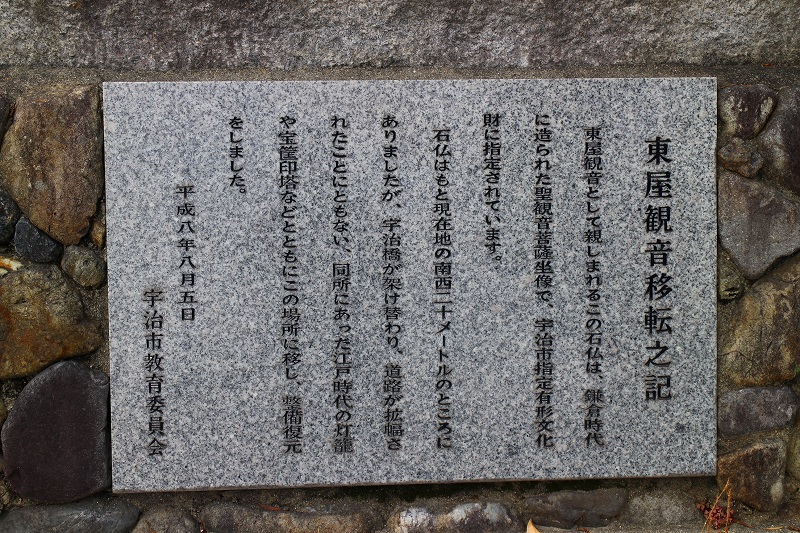 東屋観音移転之記
東屋観音として親しまれるこの石仏は、鎌倉時代
に造られた聖観音菩薩坐像で、宇治市指定有形文化
財に指定されています。
石仏はもと現在地の南西二十メートルのところに
ありましたが、宇治橋が架け替わり、道路が拡幅さ
れたことにともない、同所にあった江戸時代の灯籠
や宝篋印塔などとともにこの場所に移し、整備復元
をしました。
平成八年八月五日
宇治市教育委員会